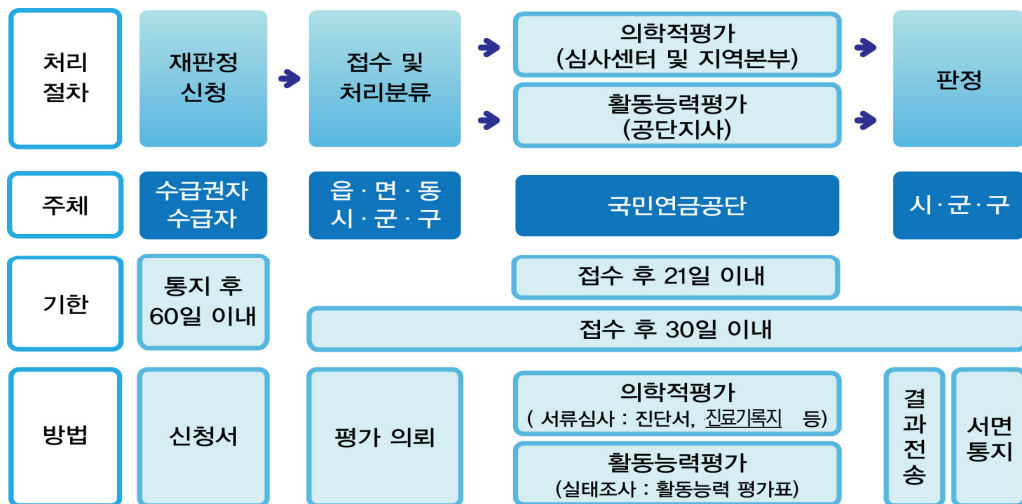 처리
절차
재판정
신청
접수 및
처리분류
의학적평가
(심사센터 및 지역본부)
활동능력평가
(공단지사)
판정
주체
수급권자
수급자
읍·면·동
시·군·구
국민연금공단
시·군·구
기한
통지 후
60일 이내
접수 후 21일 이내
접수 후 30일 이내
방법
신청서
평가 의뢰
의학적평가
( 서류심사 : 진단서, 진료기록지 등)
활동능력평가
(실태조사 : 활동능력 평가표)
결과전송
서면
통지